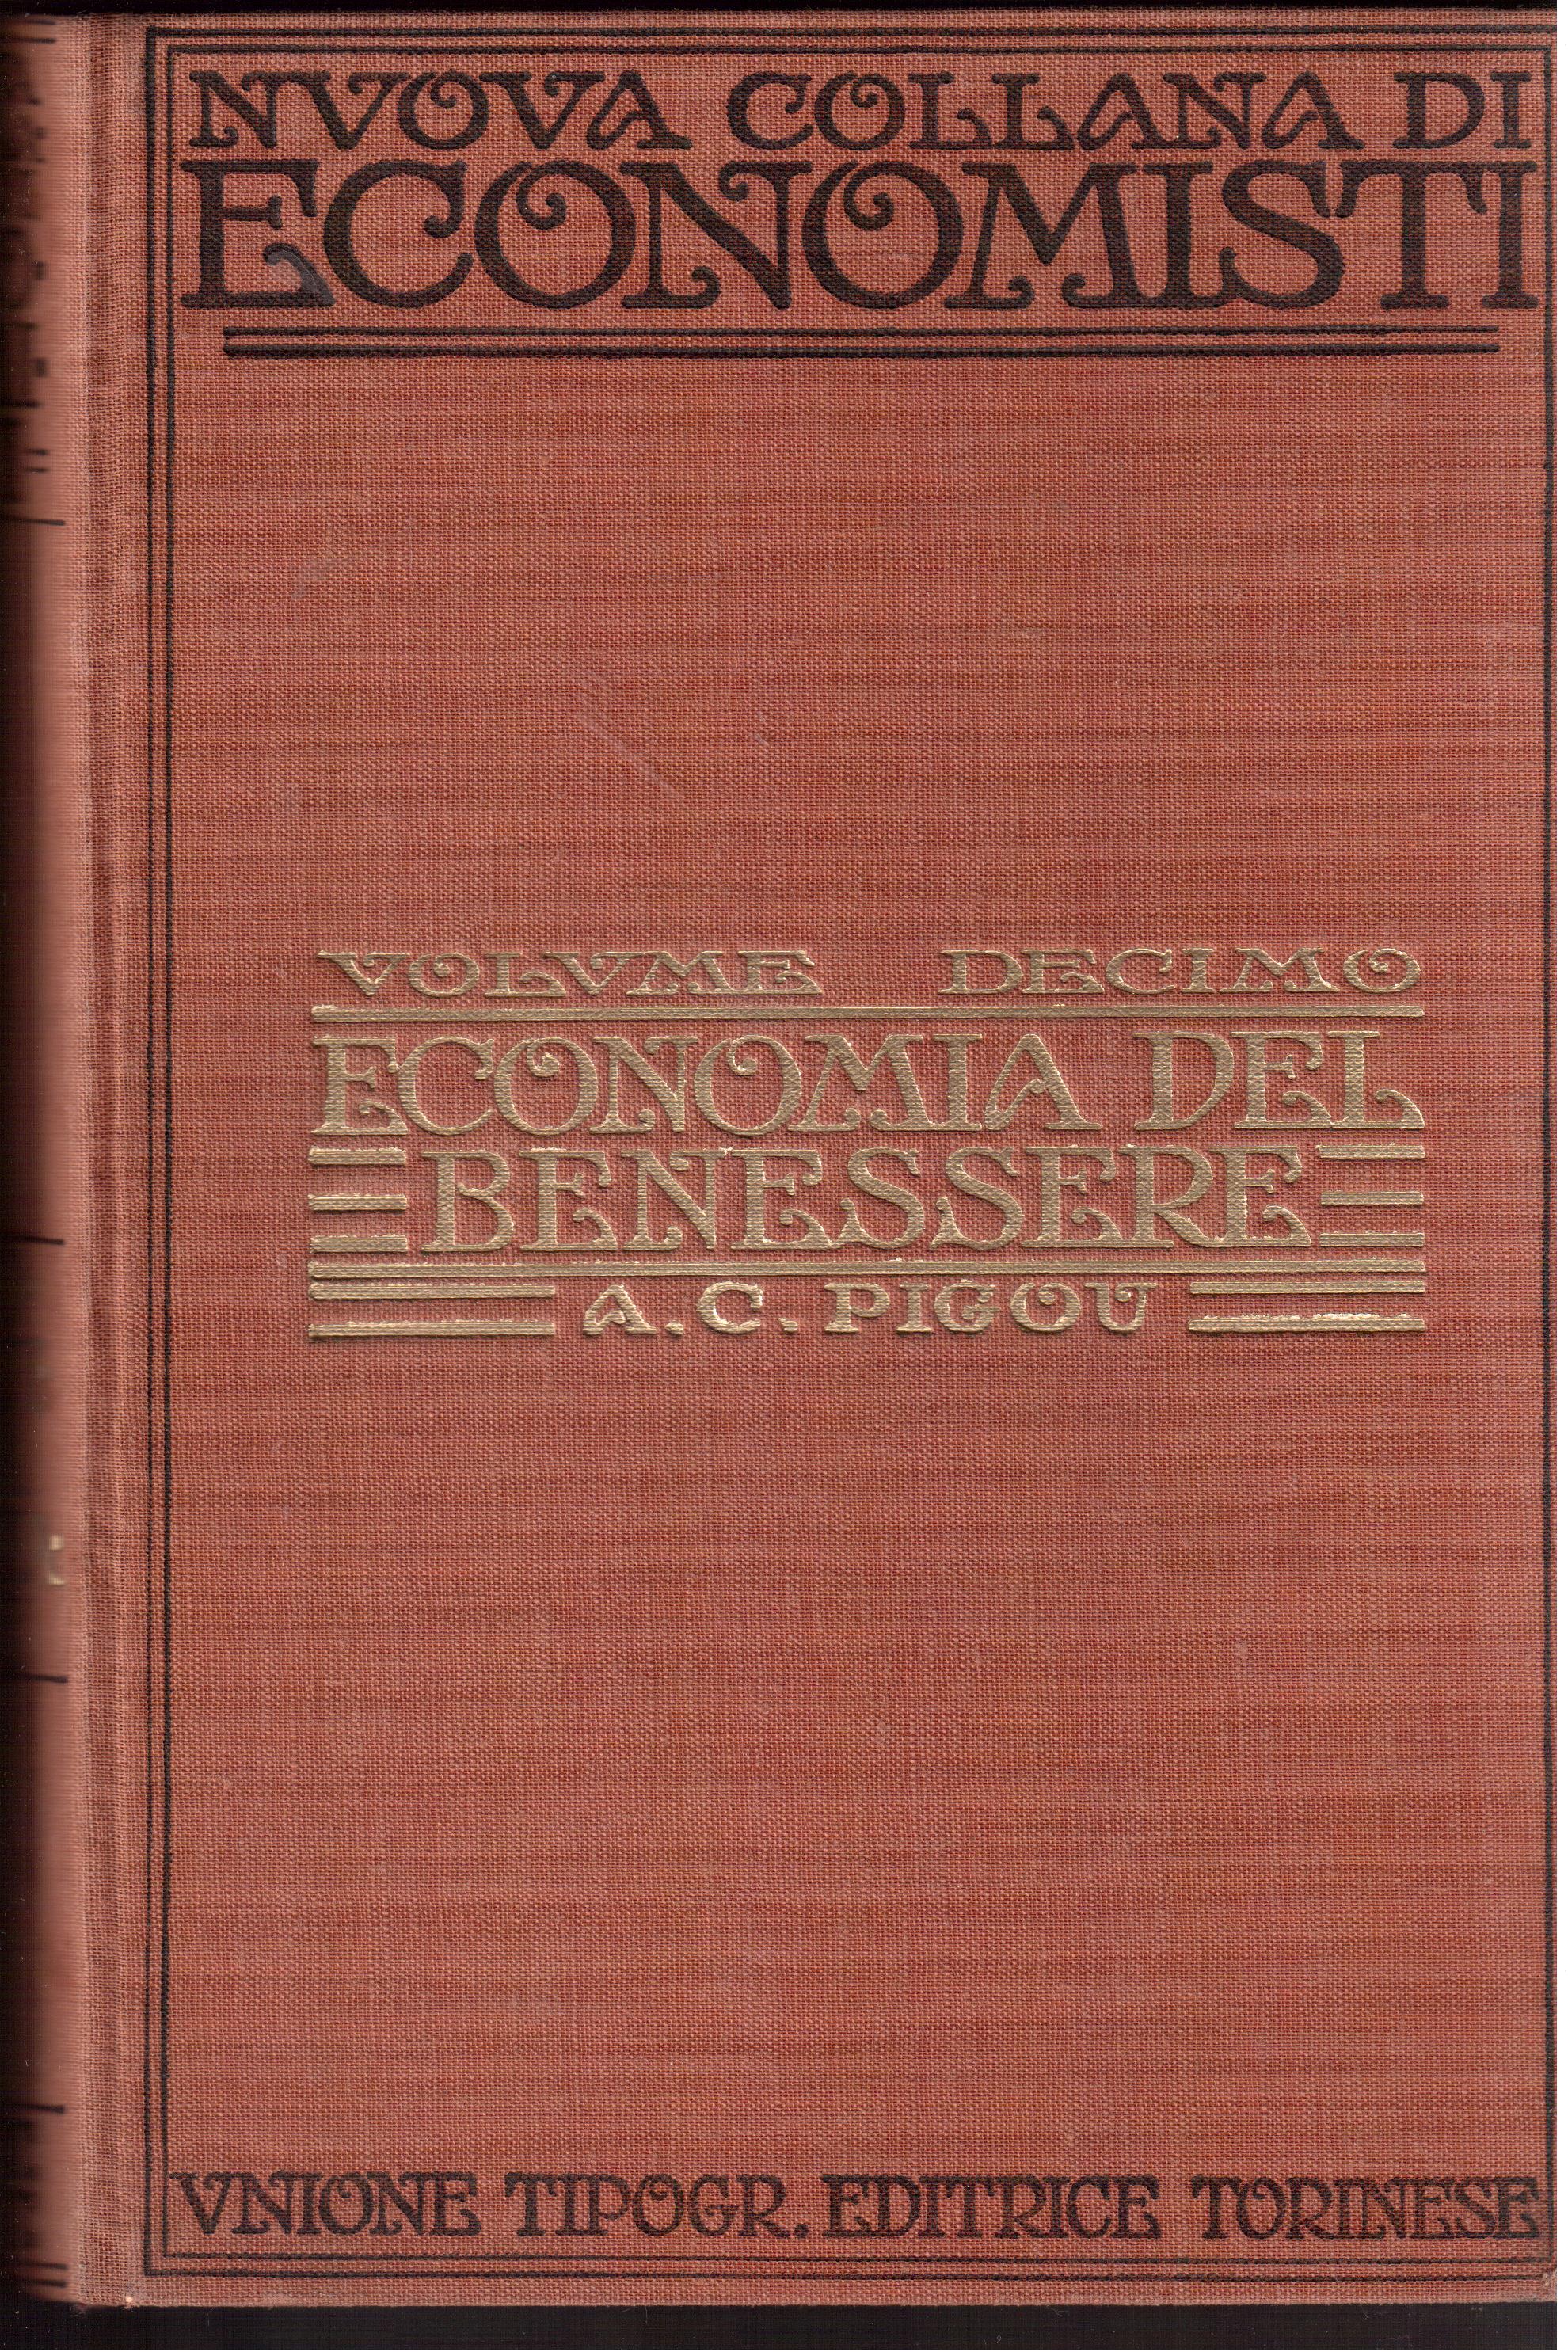 NVOVA COLLANA DI
ECONOMISTI
VOLVME DECIMO
ECONOMIA DEL
BENESSERE
A. C. PIGOU
VNIONE TIPOGR. EDITRICE TORINESE